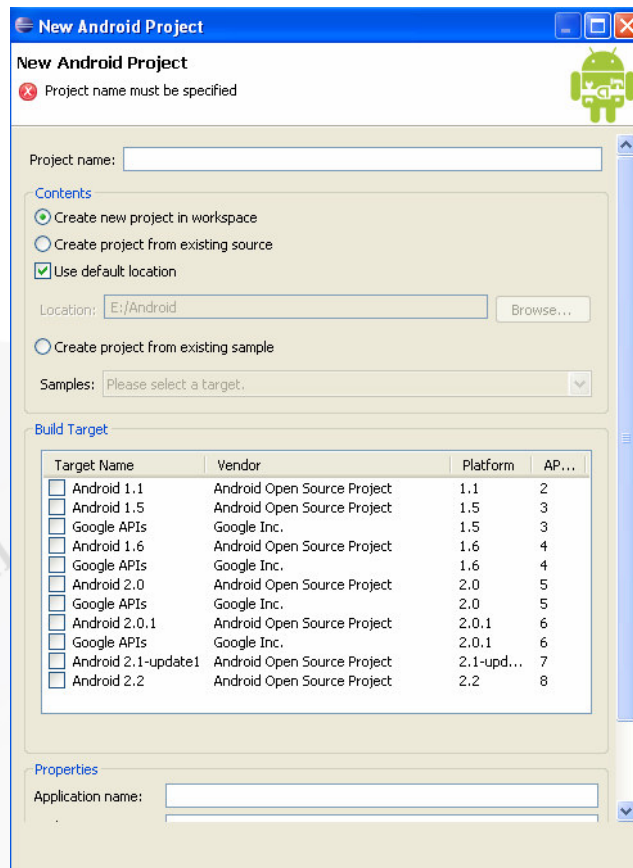 New Android Project
New Android Project
Project name must be specified
Project name:
Contents
Create new project in workspace
Create project from existing source
Use default location
Location: E:/Android Browse...
Create project from existing sample
Samples: Please select a target.
Build Target
Target Name Vendor Platform AP...
Android 1.1 Android Open Source Project 1.1 2
Android 1.5 Android Open Source Project 1.5 3
Google APIs Google Inc. 1.5 3
Android 1.6 Android Open Source Project 1.6 4
Google APIs Google Inc. 1.6 4
Android 2.0 Android Open Source Project 2.0 5
Google APIs Google Inc. 2.0 5
Android 2.0.1 Android Open Source Project 2.0.1 6
Google APIs Google Inc. 2.0.1 6
Android 2.1-update1 Android Open Source Project 2.1-upd... 7
Android 2.2 Android Open Source Project 2.2 8
Properties
Application name: